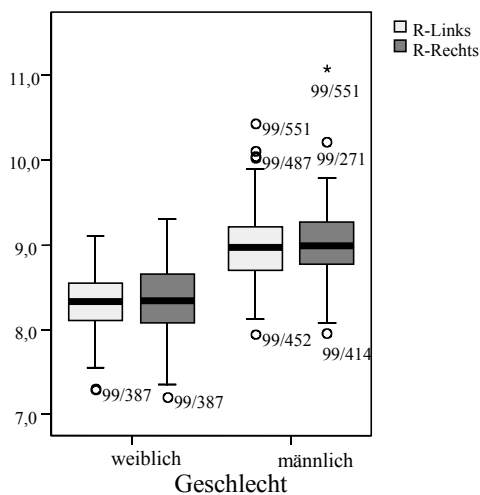 R-Links
R-Rechts
11,0
10,0
9,0
8,0
7,0
99/551
99/551
99/487
99/271
99/452
99/414
99/387
99/387
weiblich
männlich
Geschlecht